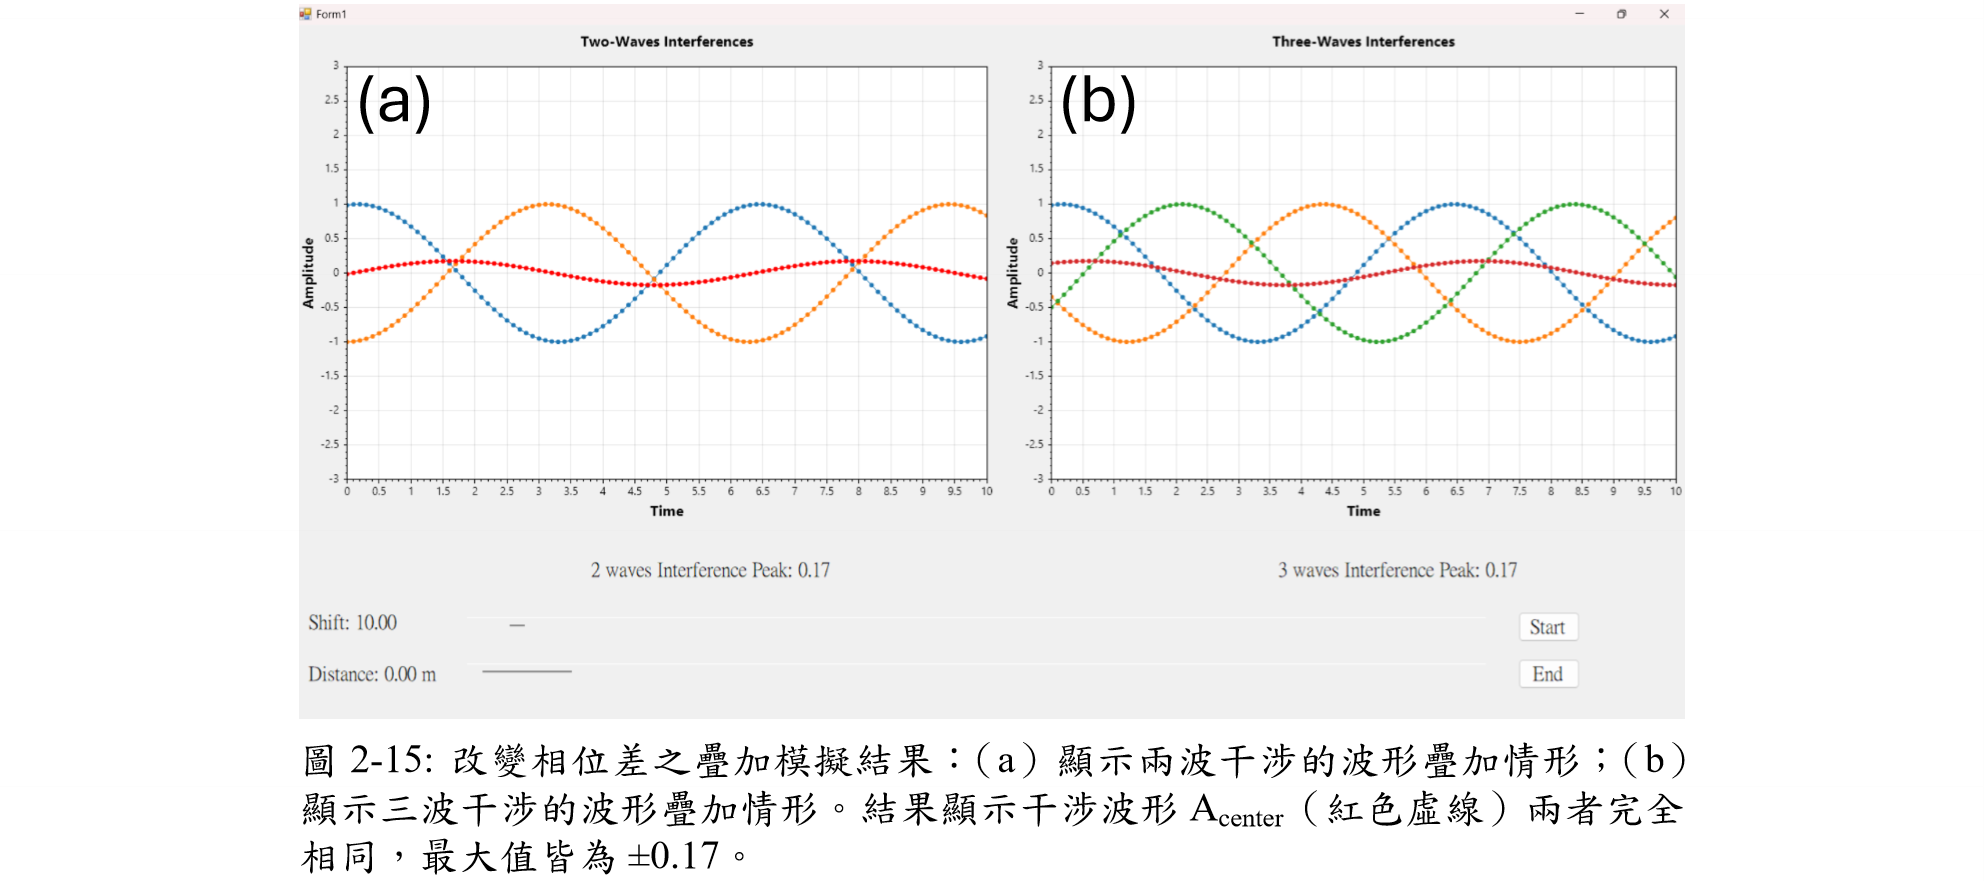 Form1
Two-Waves Interferences
(a)
3
2.5
2
1.5
1
0.5
0
-0.5
-1
-1.5
-2
-2.5
-3
Amplitude
0 0.5 1 1.5 2 2.5 3 3.5 4 4.5 5 5.5 6 6.5 7 7.5 8 8.5 9 9.5 10
Time
Three-Waves Interferences
(b)
3
2.5
2
1.5
1
0.5
0
-0.5
-1
-1.5
-2
-2.5
-3
Amplitude
0 0.5 1 1.5 2 2.5 3 3.5 4 4.5 5 5.5 6 6.5 7 7.5 8 8.5 9 9.5 10
Time
2 waves Interference Peak: 0.17
3 waves Interference Peak: 0.17
Shift: 10.00
Start
Distance: 0.00 m
End
圖 2-15: 改變相位差之疊加模擬結果：（a）顯示兩波干涉的波形疊加情形；（b）
顯示三波干涉的波形疊加情形。結果顯示干涉波形 Acenter（紅色虛線）兩者完全
相同，最大值皆為 ±0.17。